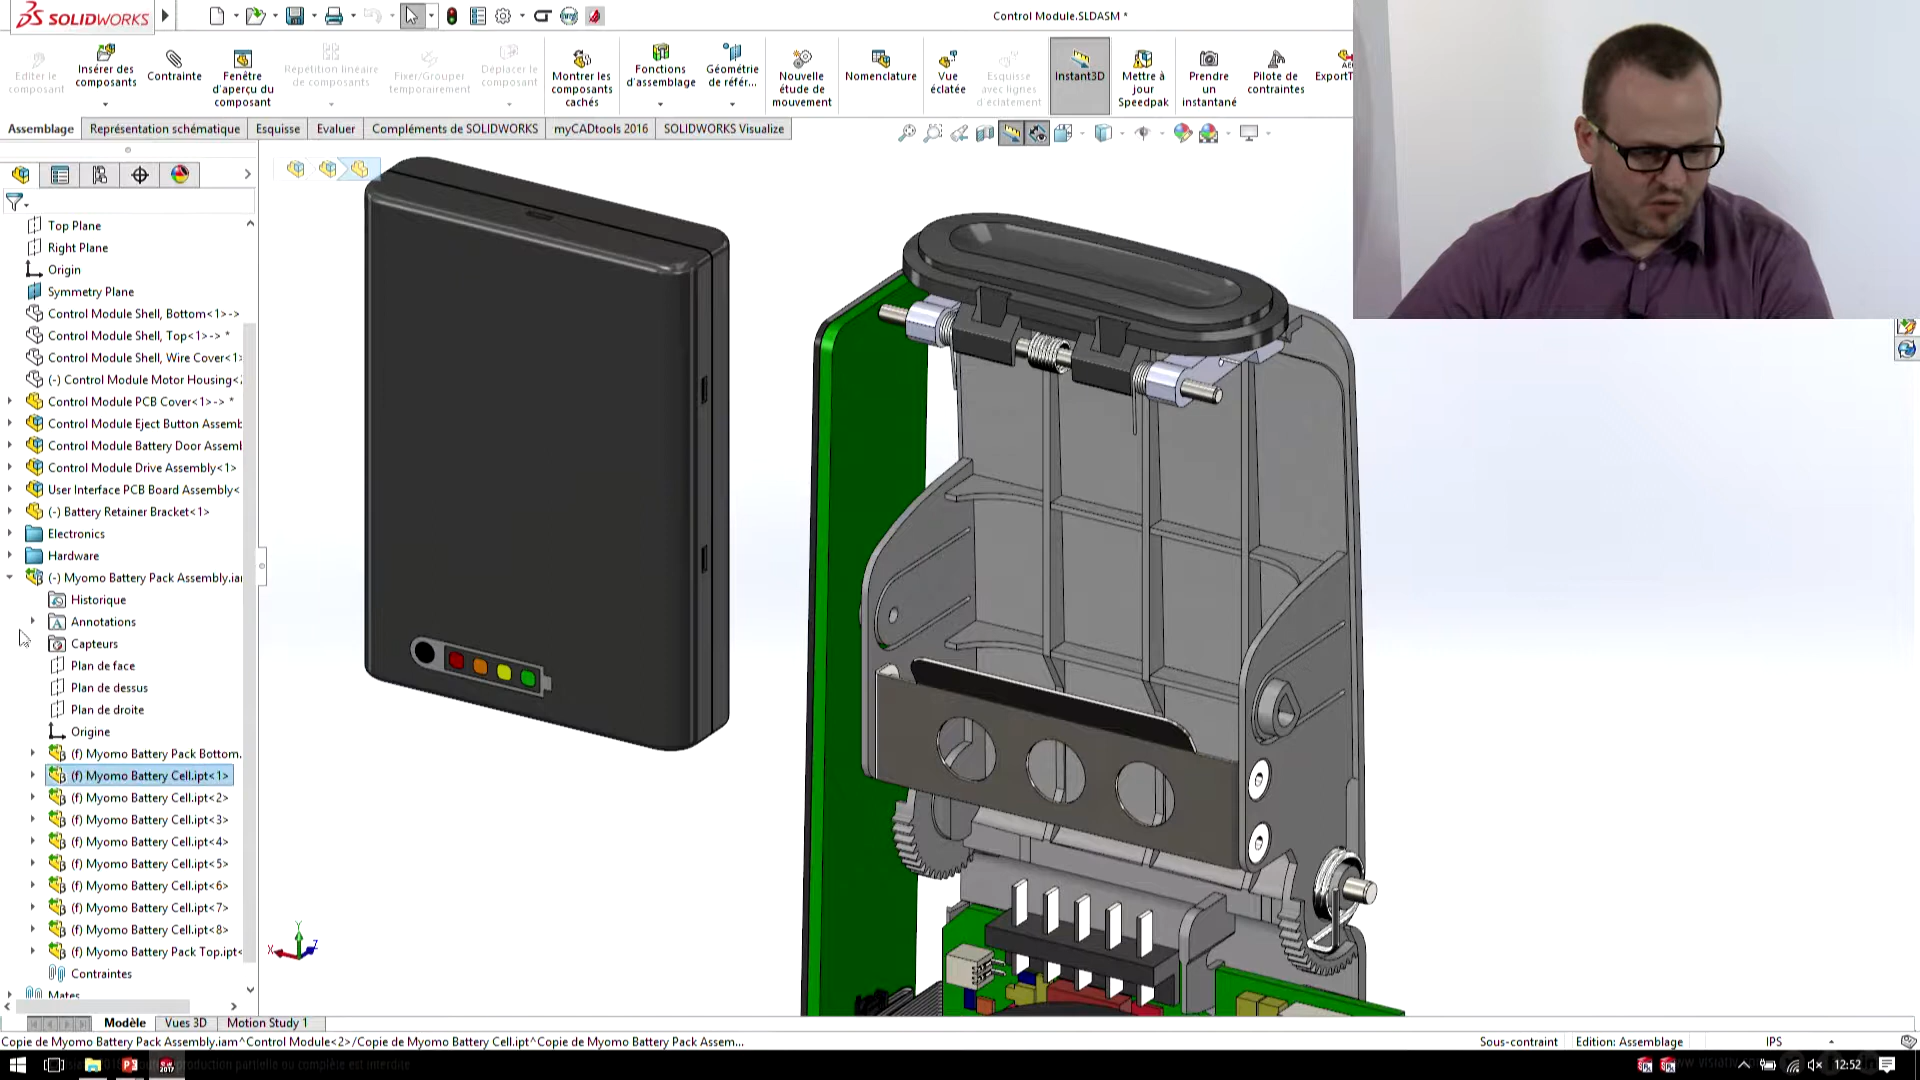 SOLIDWORKS
Control Module.SLDASM *
Editer le composant
Insérer des composants
Contrainte
Fenêtre d'aperçu du composant
Repetition lineaire de composants
Fixer/Grouper temporairement
Déplacer le composant
Montrer les composants cachés
Fonctions d'assemblage
Géométrie de référ...
Nouvelle étude de mouvement
Nomenclature
Vue éclatée
Esquisse avec lignes d'éclatement
Instant3D
Mettre à jour Speedpak
Prendre un instantané
Pilote de contraintes
ExportT
Assemblage
Représentation schématique
Esquisse
Evaluer
Compléments de SOLIDWORKS
myCADtools 2016
SOLIDWORKS Visualize
Top Plane
Right Plane
Origin
Symmetry Plane
Control Module Shell, Bottom<1>->
Control Module Shell, Top<1>-> *
Control Module Shell, Wire Cover<1>
(-) Control Module Motor Housing<2
Control Module PCB Cover<1>-> *
Control Module Eject Button Assemb
Control Module Battery Door Assemb
Control Module Drive Assembly<1>
User Interface PCB Board Assembly<
(-) Battery Retainer Bracket<1>
Electronics
Hardware
(-) Myomo Battery Pack Assembly.iam
Historique
Annotations
Capteurs
Plan de face
Plan de dessus
Plan de droite
Origine
(f) Myomo Battery Pack Bottom.
(f) Myomo Battery Cell.ipt<1>
(f) Myomo Battery Cell.ipt<2>
(f) Myomo Battery Cell.ipt<3>
(f) Myomo Battery Cell.ipt<4>
(f) Myomo Battery Cell.ipt<5>
(f) Myomo Battery Cell.ipt<6>
(f) Myomo Battery Cell.ipt<7>
(f) Myomo Battery Cell.ipt<8>
(f) Myomo Battery Pack Top.ipt<
Contraintes
Mates
Modèle
Vues 3D
Motion Study 1
Copie de Myomo Battery Pack Assembly.iam^Control Module<2>/Copie de Myomo Battery Cell.ipt^Copie de Myomo Battery Pack Assem...
Sous-contraint
Edition: Assemblage
IPS
12:52